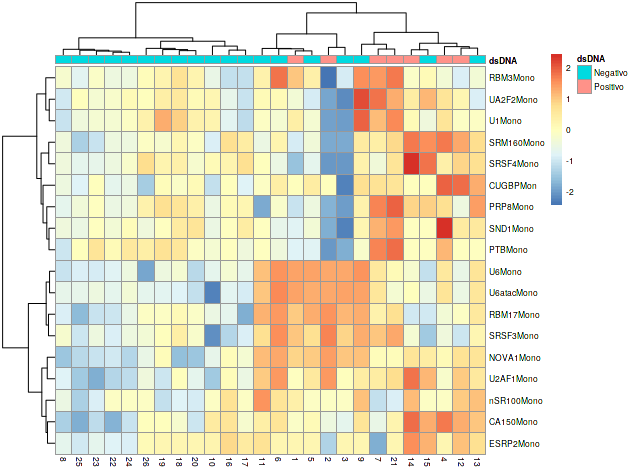 dsDNA
RBM3Mono
UA2F2Mono
U1Mono
SRM160Mono
SRSF4Mono
CUGBPMon
PRP8Mono
SND1Mono
PTBMono
U6Mono
U6atacMono
RBM17Mono
SRSF3Mono
NOVA1Mono
U2AF1Mono
nSR100Mono
CA150Mono
ESRP2Mono
8 25 23 22 24 26 19 18 20 10 16 17 11 6 1 5 2 3 9 7 21 14 15 4 12 13
2
1
0
-1
-2
dsDNA
Negativo
Positivo